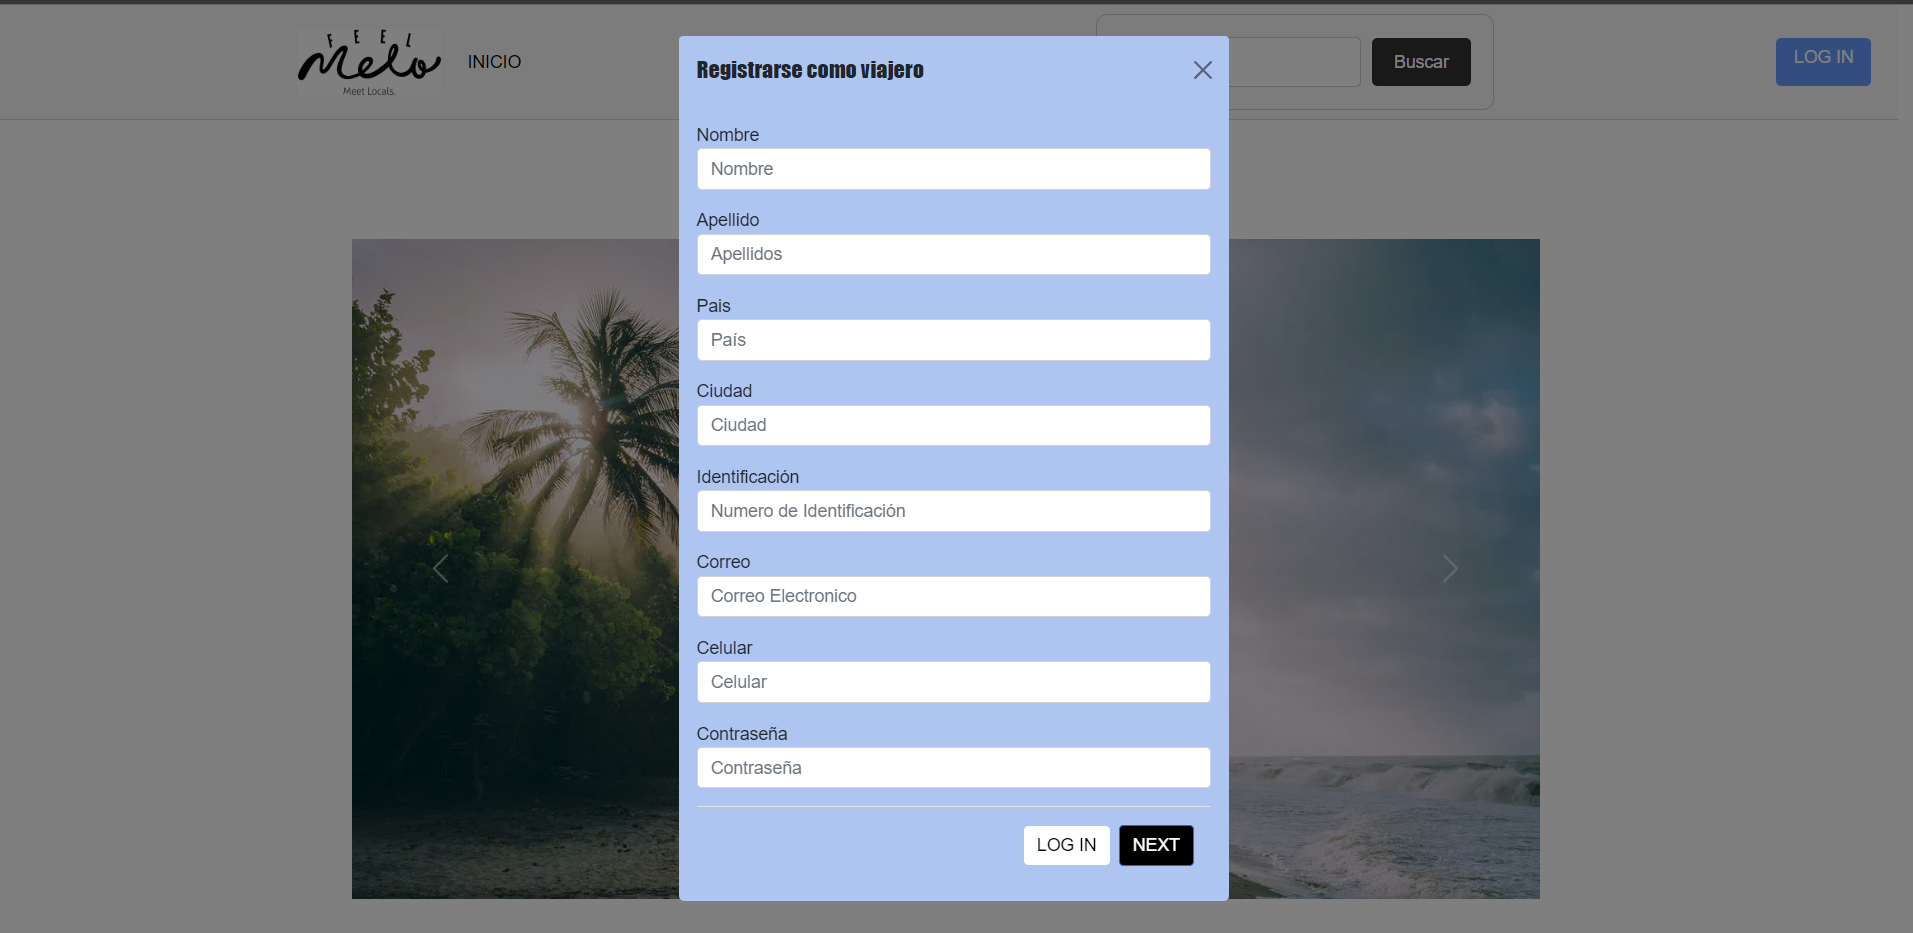 FEEL
Melo
Meet Locals.
INICIO
Buscar
LOG IN
Registrarse como viajero
Nombre
Nombre
Apellido
Apellidos
Pais
País
Ciudad
Ciudad
Identificación
Numero de Identificación
Correo
Correo Electronico
Celular
Celular
Contraseña
Contraseña
LOG IN
NEXT